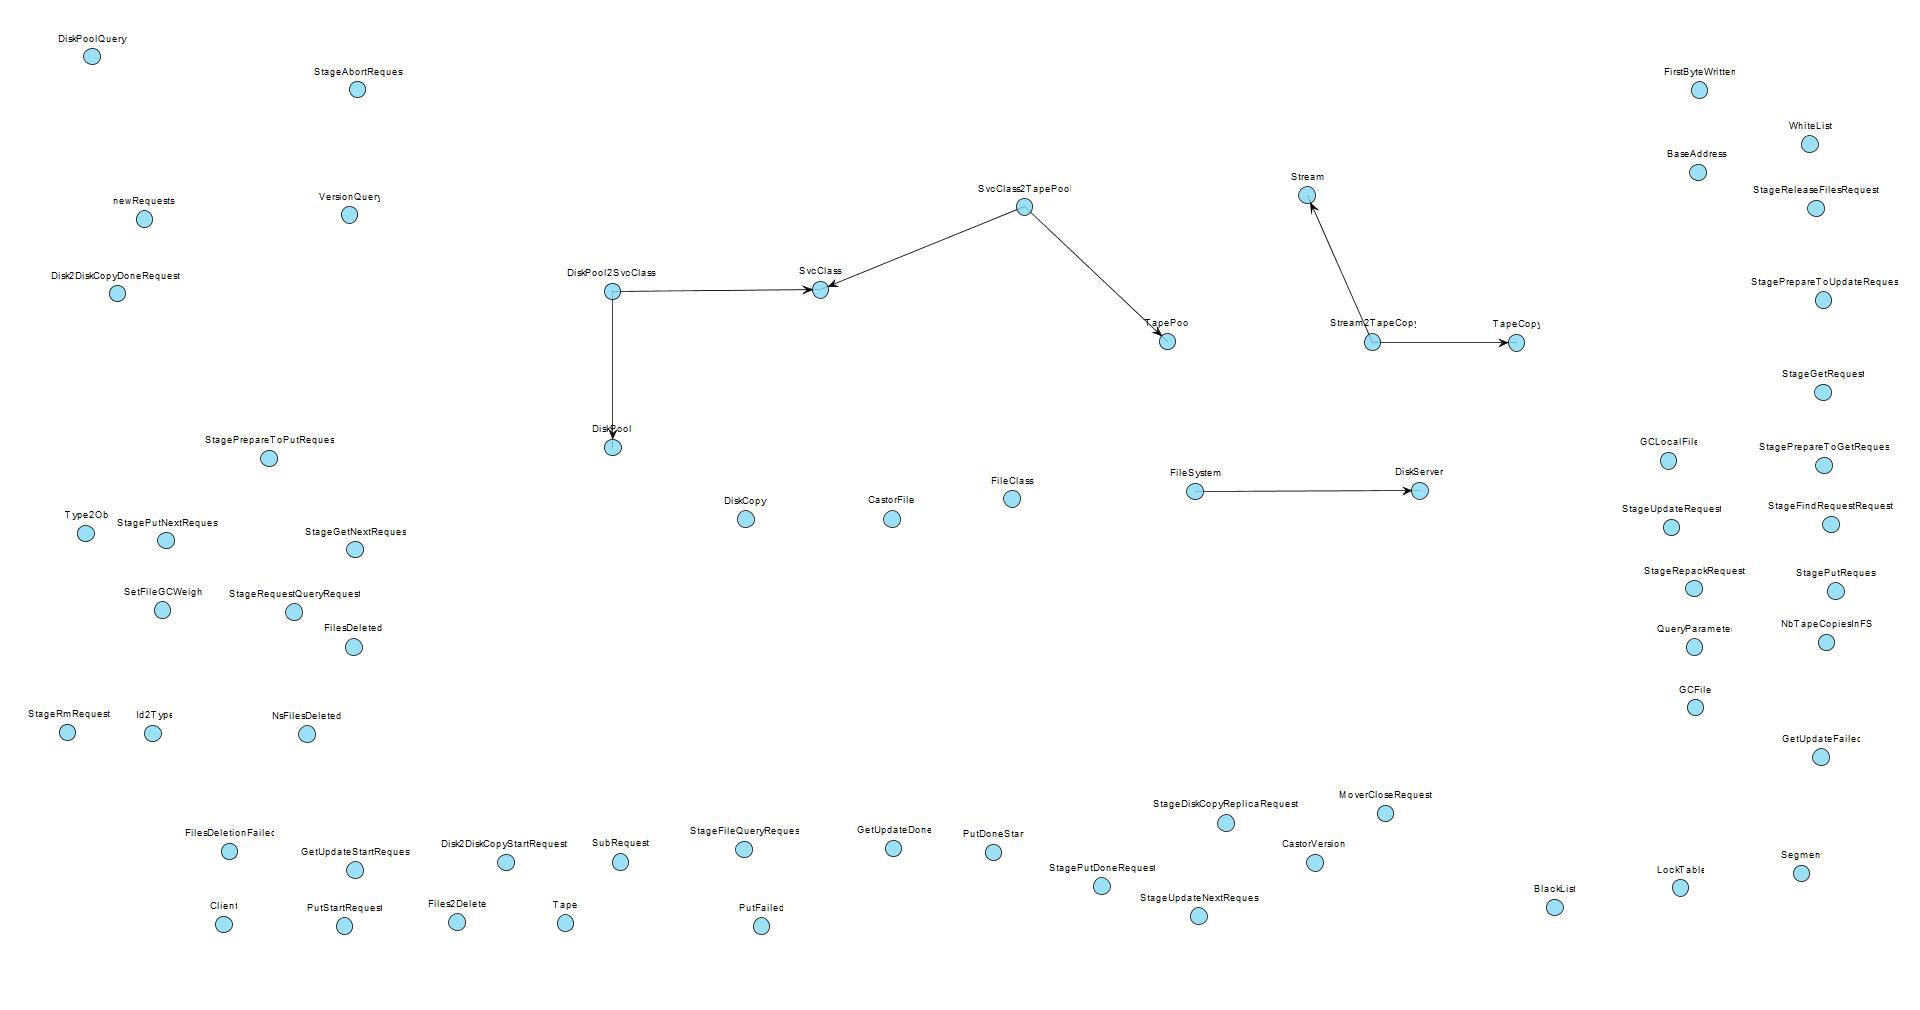 DiskPoolQuery
StageAbortReques
FirstByteWritten
WhiteList
BaseAddress
StageReleaseFilesRequest
Stream
SvcClass2TapePool
newRequests
VersionQuery
Disk2DiskCopyDoneRequest
DiskPool2SvcClass
SvcClass
StagePrepareToUpdateReques
TapePoo
Stream2TapeCopy
TapeCopy
StageGetRequest
DiskPool
StagePrepareToPutReques
GCLocalFile
StagePrepareToGetReques
FileSystem
DiskServer
FileClass
DiskCopy
CastorFile
StageUpdateRequest
StageFindRequestRequest
Type2Ob
StagePutNextReques
StageGetNextReques
StageRepackRequest
StagePutReques
SetFileGCWeigh
StageRequestQueryRequest
FilesDeleted
QueryParamete
NbTapeCopiesInFS
GCFile
StageRmRequest
Id2Type
NsFilesDeleted
GetUpdateFailed
StageDiskCopyReplicaRequest
MoverCloseRequest
FilesDeletionFailed
GetUpdateStartReques
Disk2DiskCopyStartRequest
SubRequest
StageFileQueryReques
GetUpdateDone
PutDoneStar
CastorVersion
StagePutDoneRequest
LockTable
Segmen
Client
PutStartRequest
Files2Delete
Tape
PutFailed
StageUpdateNextReques
BlackList